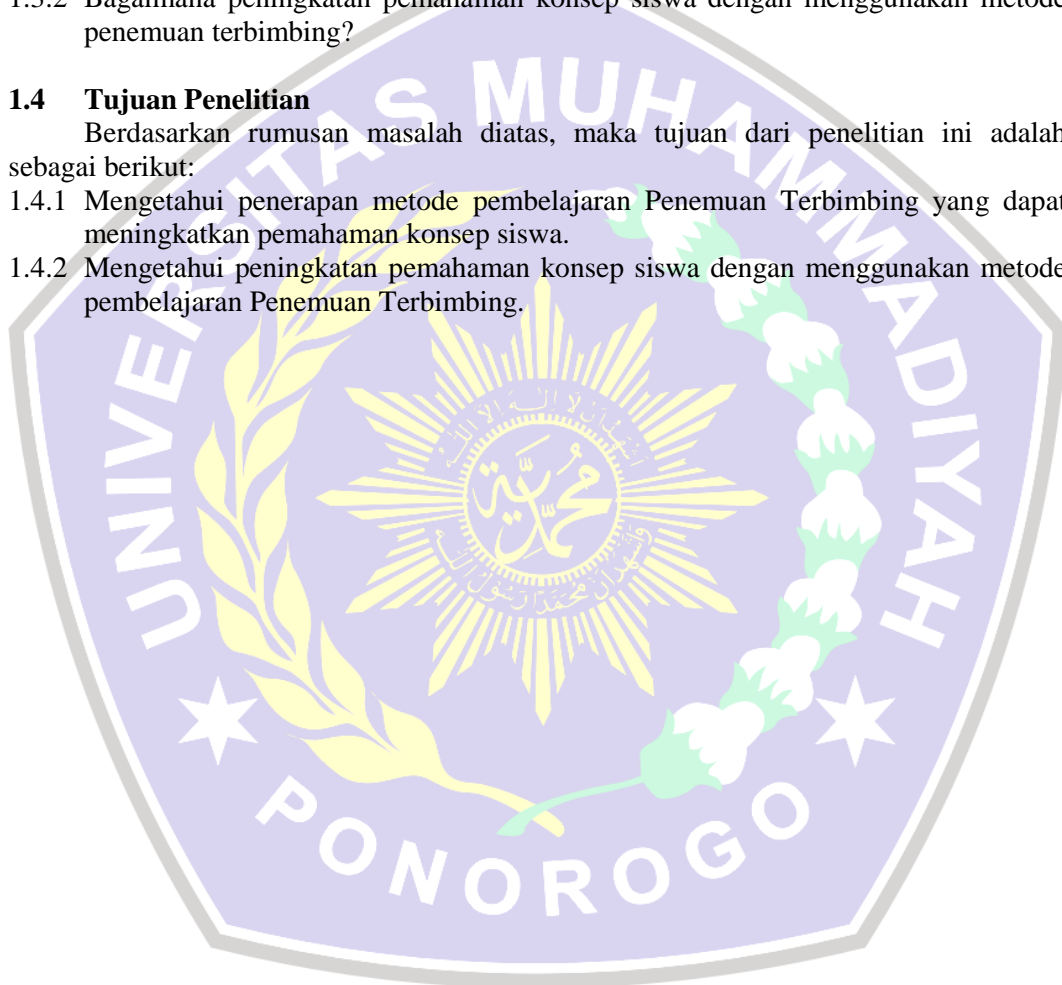 1.3.2 Bagaimana peningkatan pemahaman konsep siswa dengan menggunakan metode
penemuan terbimbing?
1.4 Tujuan Penelitian
Berdasarkan rumusan masalah diatas, maka tujuan dari penelitian ini adalah
sebagai berikut:
1.4.1 Mengetahui penerapan metode pembelajaran Penemuan Terbimbing yang dapat
meningkatkan pemahaman konsep siswa.
1.4.2 Mengetahui peningkatan pemahaman konsep siswa dengan menggunakan metode
pembelajaran Penemuan Terbimbing.
UNIVERSITAS MUHAMMADIYAH
محمدية
PONOROGO